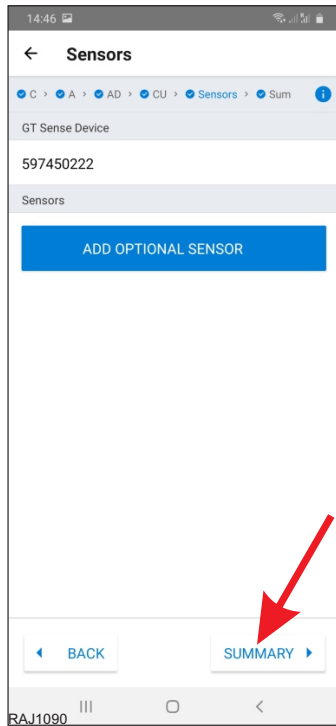 14:46
Sensors
C > A > AD > CU > Sensors > Sum
GT Sense Device
597450222
Sensors
ADD OPTIONAL SENSOR
BACK SUMMARY
RAJ1090